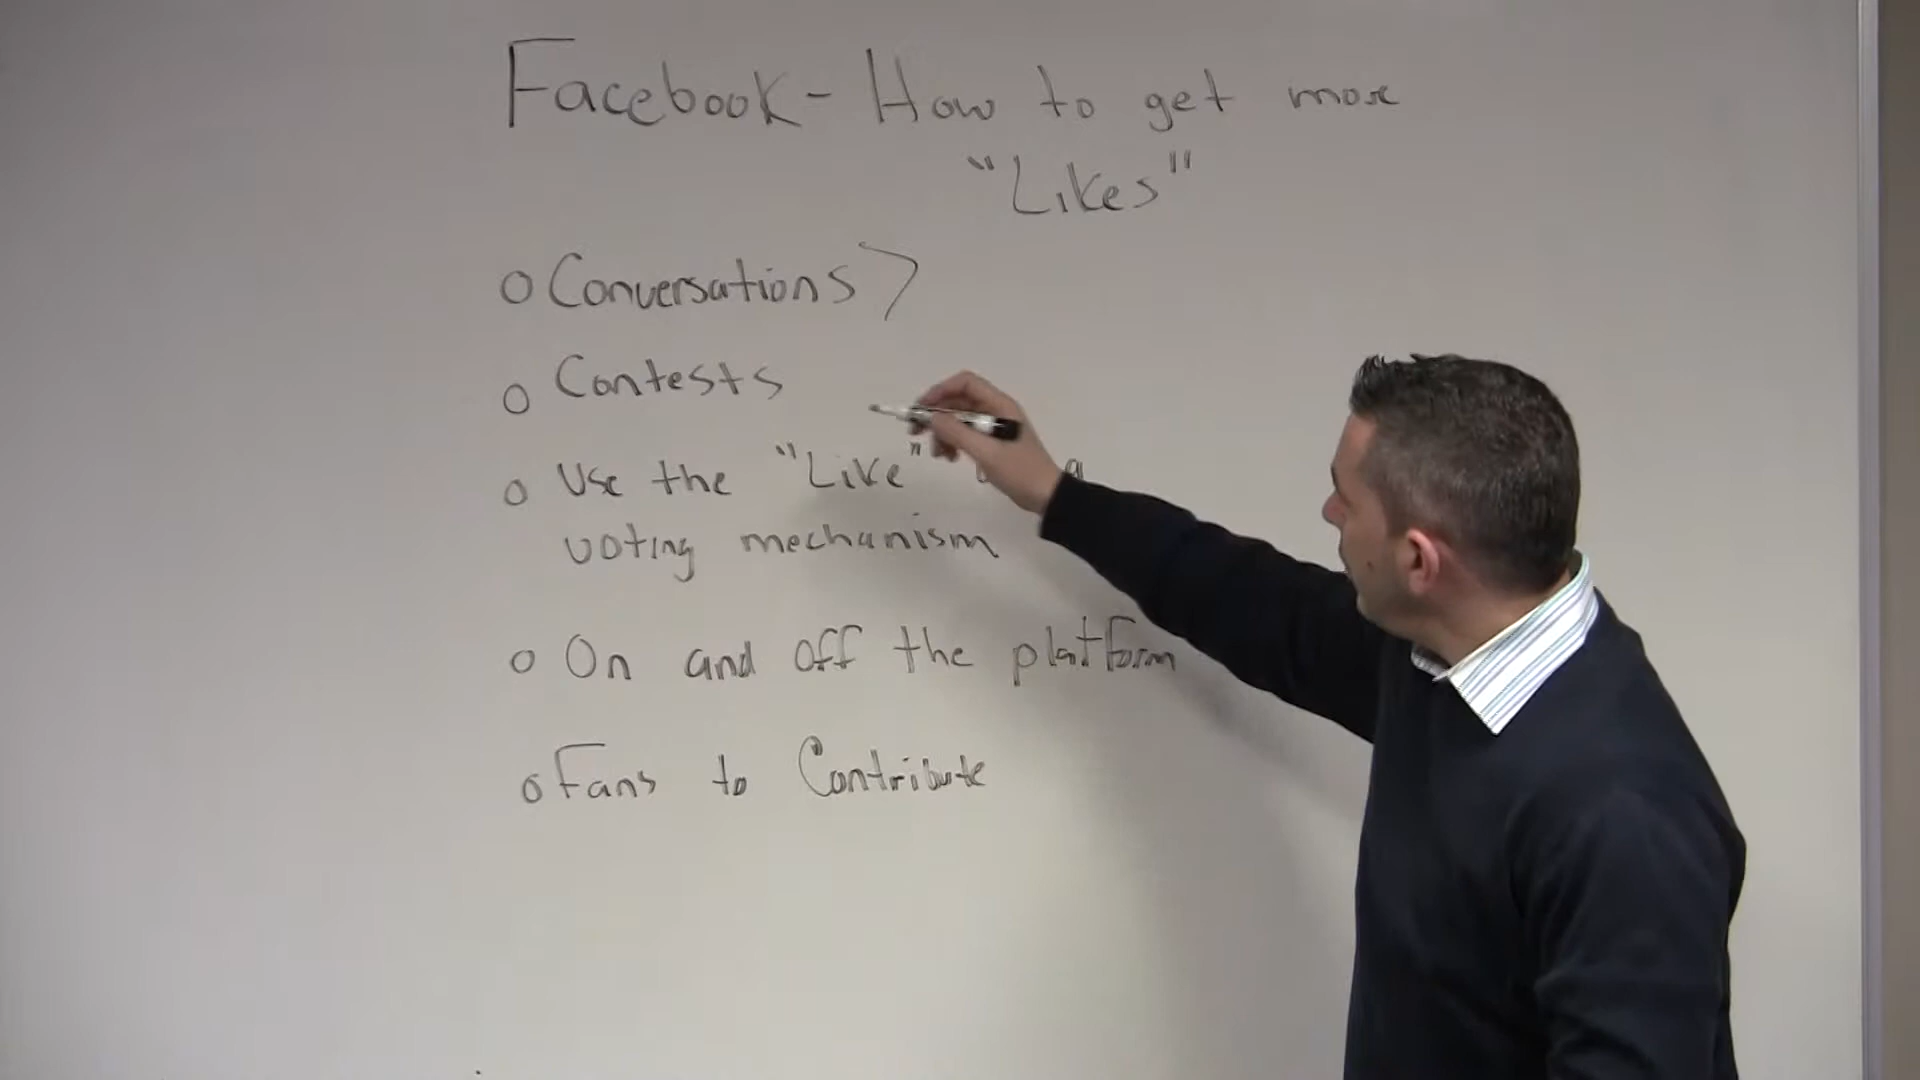 Facebook - How to get more
"Likes"
o Conversations >
o Contests
o Use the "Like" a
voting mechanism
o On and off the platform
o Fans to Contribute